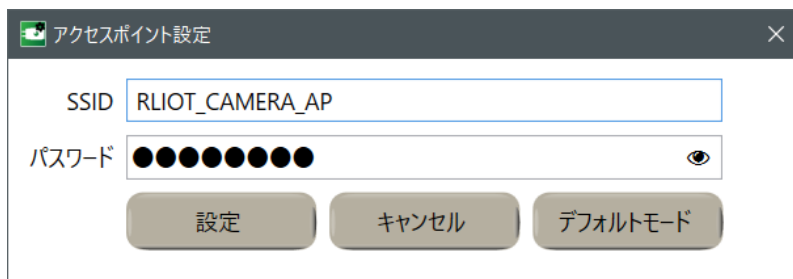 アクセスポイント設定
SSID RLIOT_CAMERA_AP
パスワード ●●●●●●●●
設定 キャンセル デフォルトモード